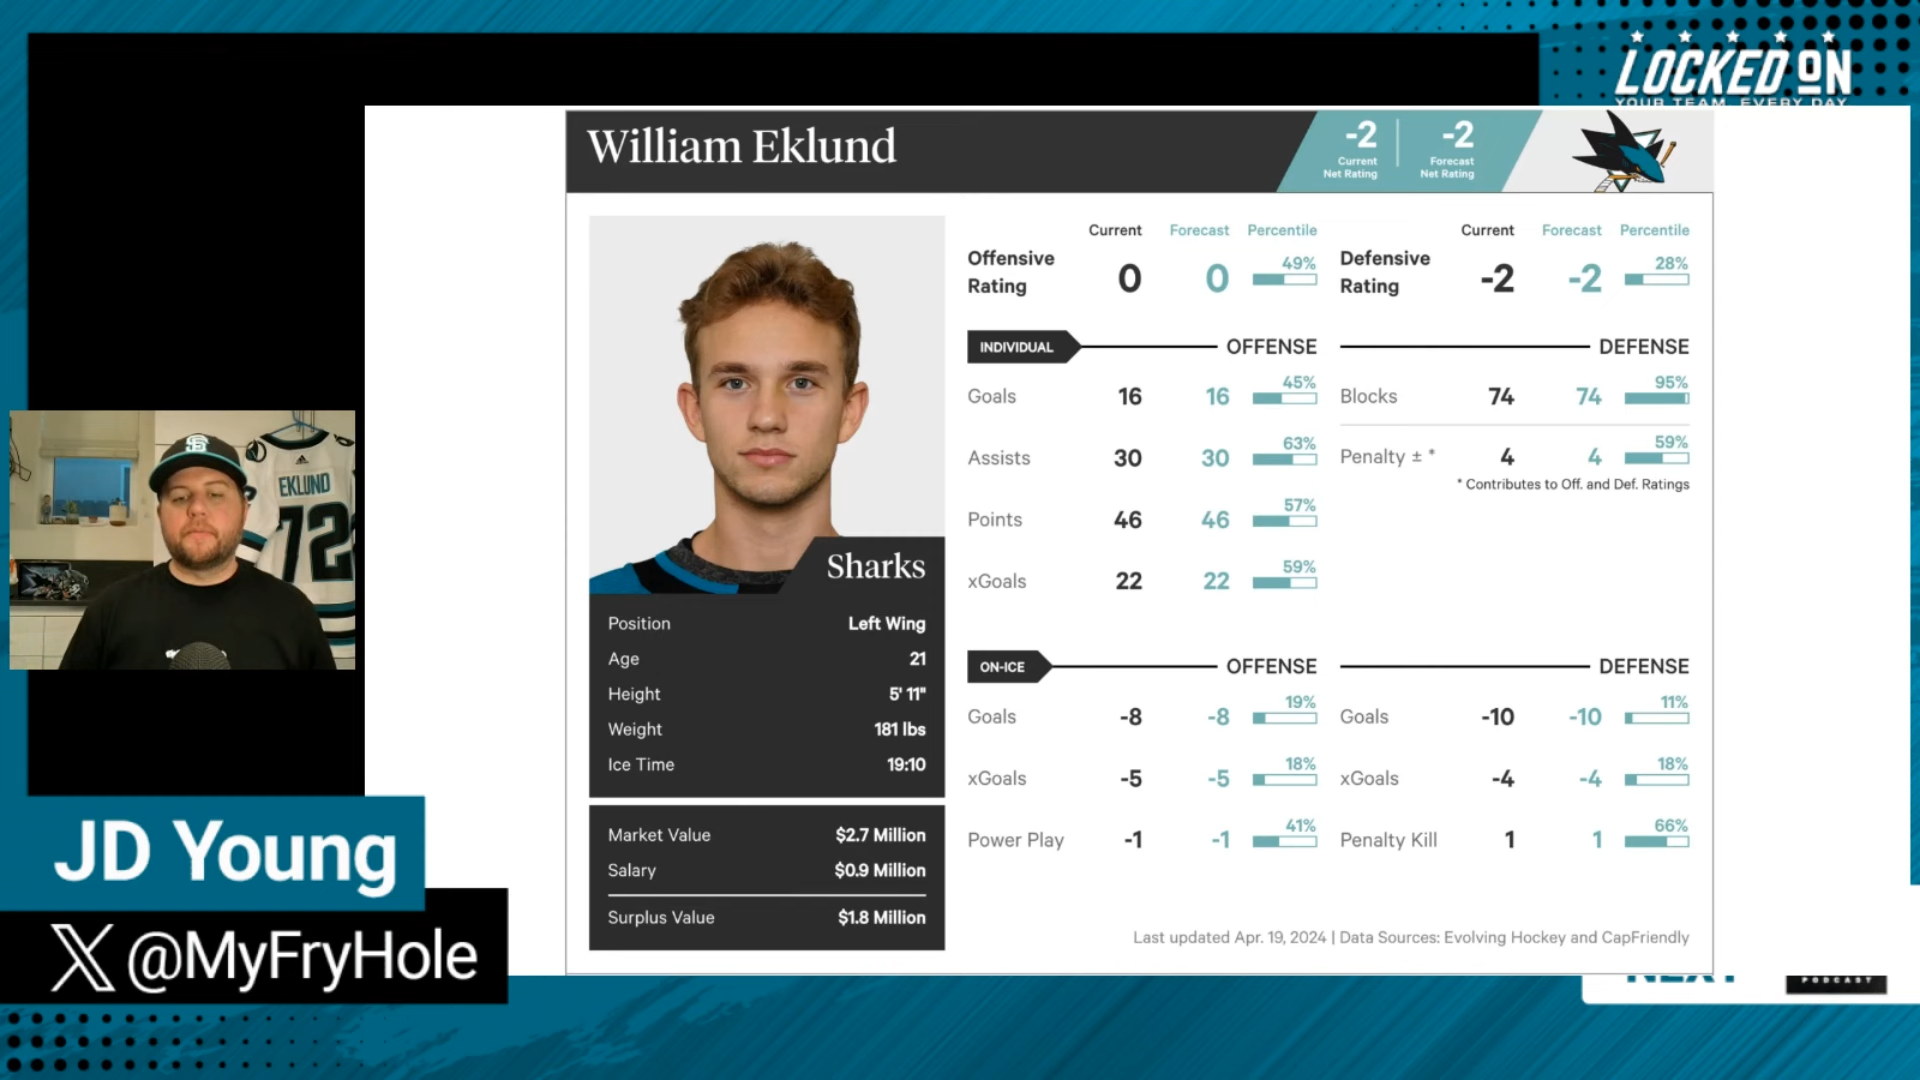 LOCKED ON
YOUR TEAM. EVERY DAY
William Eklund
-2 -2
Current Forecast
Net Rating Net Rating
Current Forecast Percentile
Offensive Rating 0 0 49%
Current Forecast Percentile
Defensive Rating -2 -2 28%
INDIVIDUAL OFFENSE
Goals 16 16 45%
Assists 30 30 63%
Points 46 46 57%
xGoals 22 22 59%
DEFENSE
Blocks 74 74 95%
Penalty ± * 4 4 59%
* Contributes to Off. and Def. Ratings
ON-ICE OFFENSE
Goals -8 -8 19%
xGoals -5 -5 18%
Power Play -1 -1 41%
DEFENSE
Goals -10 -10 11%
xGoals -4 -4 18%
Penalty Kill 1 1 66%
Sharks
Position Left Wing
Age 21
Height 5' 11"
Weight 181 lbs
Ice Time 19:10
Market Value $2.7 Million
Salary $0.9 Million
Surplus Value $1.8 Million
Last updated Apr. 19, 2024 | Data Sources: Evolving Hockey and CapFriendly
EKLUND
72
SJ
JD Young
X @MyFryHole
NEXT
PODCAST